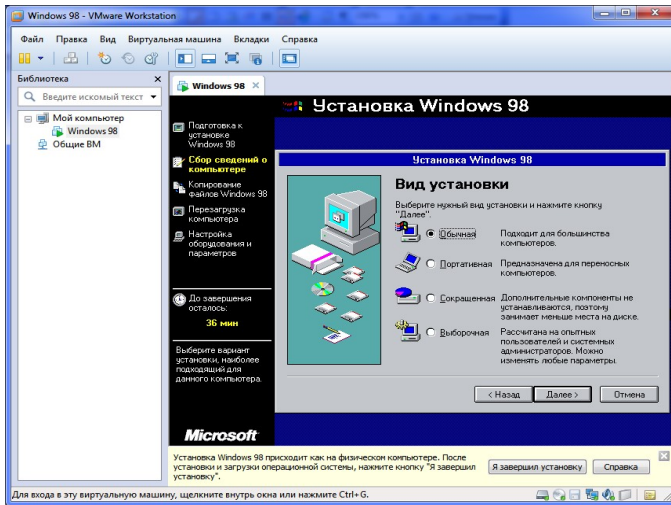 Windows 98 - VMware Workstation
Файл Правка Вид Виртуальная машина Вкладки Справка
Библиотека
Введите искомый текст
Мой компьютер
Windows 98
Общие ВМ
Windows 98
Установка Windows 98
Подготовка к
установке
Windows 98
Сбор сведений о
компьютере
Копирование
файлов Windows 98
Перезагрузка
компьютера
Настройка
оборудования и
параметров
До завершения
осталось:
36 мин
Выберите вариант
установки, наиболее
подходящий для
данного компьютера.
Microsoft
Установка Windows 98
Вид установки
Выберите нужный вид установки и нажмите кнопку
"Далее".
Обычная
Подходит для большинства
компьютеров.
Портативная
Предназначена для переносных
компьютеров.
Сокращенная
Дополнительные компоненты не
устанавливаются, поэтому
занимает меньше места на диске.
Выборочная
Рассчитана на опытных
пользователей и системных
администраторов. Можно
изменять любые параметры.
< Назад Далее > Отмена
Установка Windows 98 присходит как на физическом компьютере. После
установки и загрузки операционной системы, нажмите кнопку "Я завершил
установку".
Я завершил установку Справка
Для входа в эту виртуальную машину, щелкните внутрь окна или нажмите Ctrl+G.